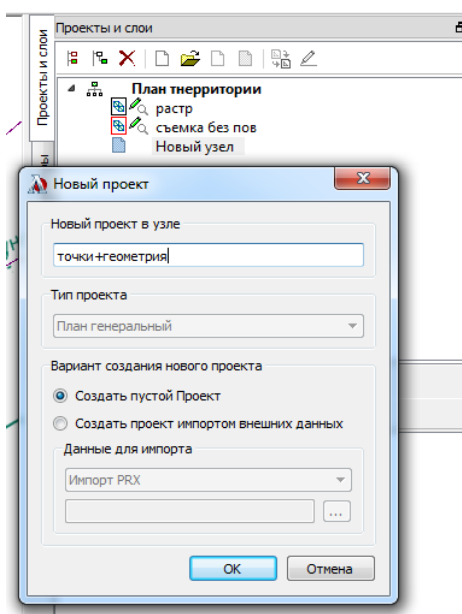 Проекты и слои
Проекты и слои
План тнерритории
растр
съемка без пов
Новый узел
Новый проект
Новый проект в узле
точки+геометрия
Тип проекта
План генеральный
Вариант создания нового проекта
Создать пустой Проект
Создать проект импортом внешних данных
Данные для импорта
Импорт PRX
...
OK
Отмена